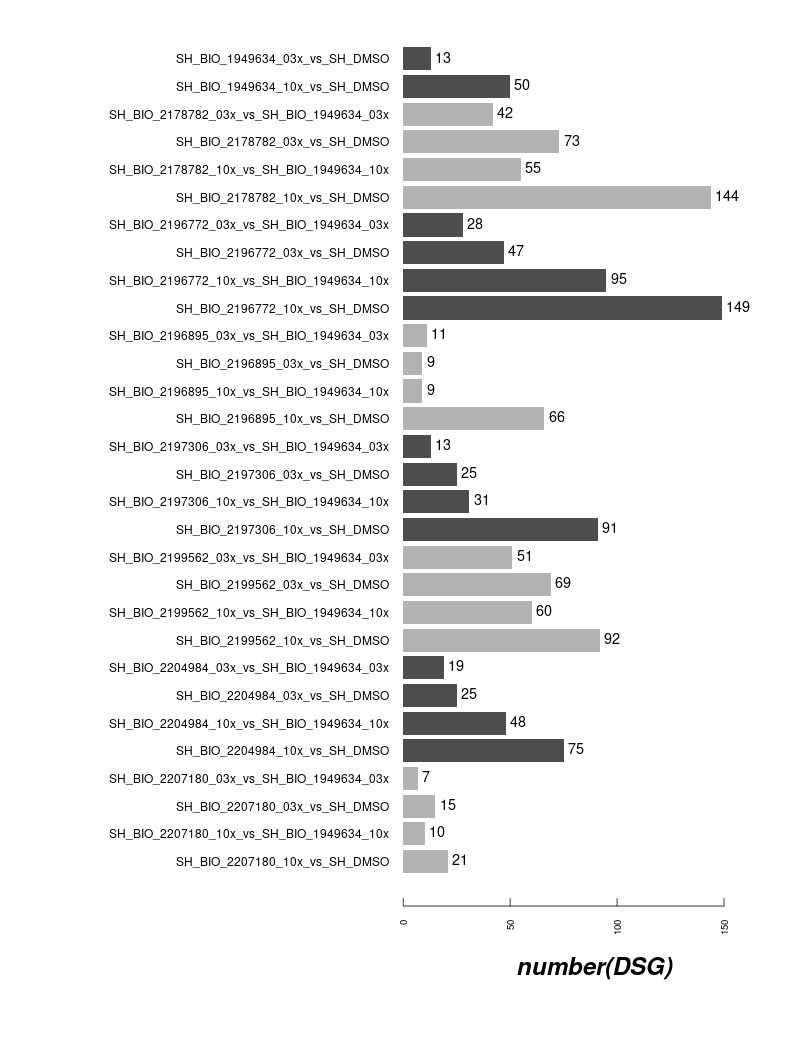 SH_BIO_1949634_03x_vs_SH_DMSO 13
SH_BIO_1949634_10x_vs_SH_DMSO 50
SH_BIO_2178782_03x_vs_SH_BIO_1949634_03x 42
SH_BIO_2178782_03x_vs_SH_DMSO 73
SH_BIO_2178782_10x_vs_SH_BIO_1949634_10x 55
SH_BIO_2178782_10x_vs_SH_DMSO 144
SH_BIO_2196772_03x_vs_SH_BIO_1949634_03x 28
SH_BIO_2196772_03x_vs_SH_DMSO 47
SH_BIO_2196772_10x_vs_SH_BIO_1949634_10x 95
SH_BIO_2196772_10x_vs_SH_DMSO 149
SH_BIO_2196895_03x_vs_SH_BIO_1949634_03x 11
SH_BIO_2196895_03x_vs_SH_DMSO 9
SH_BIO_2196895_10x_vs_SH_BIO_1949634_10x 9
SH_BIO_2196895_10x_vs_SH_DMSO 66
SH_BIO_2197306_03x_vs_SH_BIO_1949634_03x 13
SH_BIO_2197306_03x_vs_SH_DMSO 25
SH_BIO_2197306_10x_vs_SH_BIO_1949634_10x 31
SH_BIO_2197306_10x_vs_SH_DMSO 91
SH_BIO_2199562_03x_vs_SH_BIO_1949634_03x 51
SH_BIO_2199562_03x_vs_SH_DMSO 69
SH_BIO_2199562_10x_vs_SH_BIO_1949634_10x 60
SH_BIO_2199562_10x_vs_SH_DMSO 92
SH_BIO_2204984_03x_vs_SH_BIO_1949634_03x 19
SH_BIO_2204984_03x_vs_SH_DMSO 25
SH_BIO_2204984_10x_vs_SH_BIO_1949634_10x 48
SH_BIO_2204984_10x_vs_SH_DMSO 75
SH_BIO_2207180_03x_vs_SH_BIO_1949634_03x 7
SH_BIO_2207180_03x_vs_SH_DMSO 15
SH_BIO_2207180_10x_vs_SH_BIO_1949634_10x 10
SH_BIO_2207180_10x_vs_SH_DMSO 21
0 50 100 150
number(DSG)